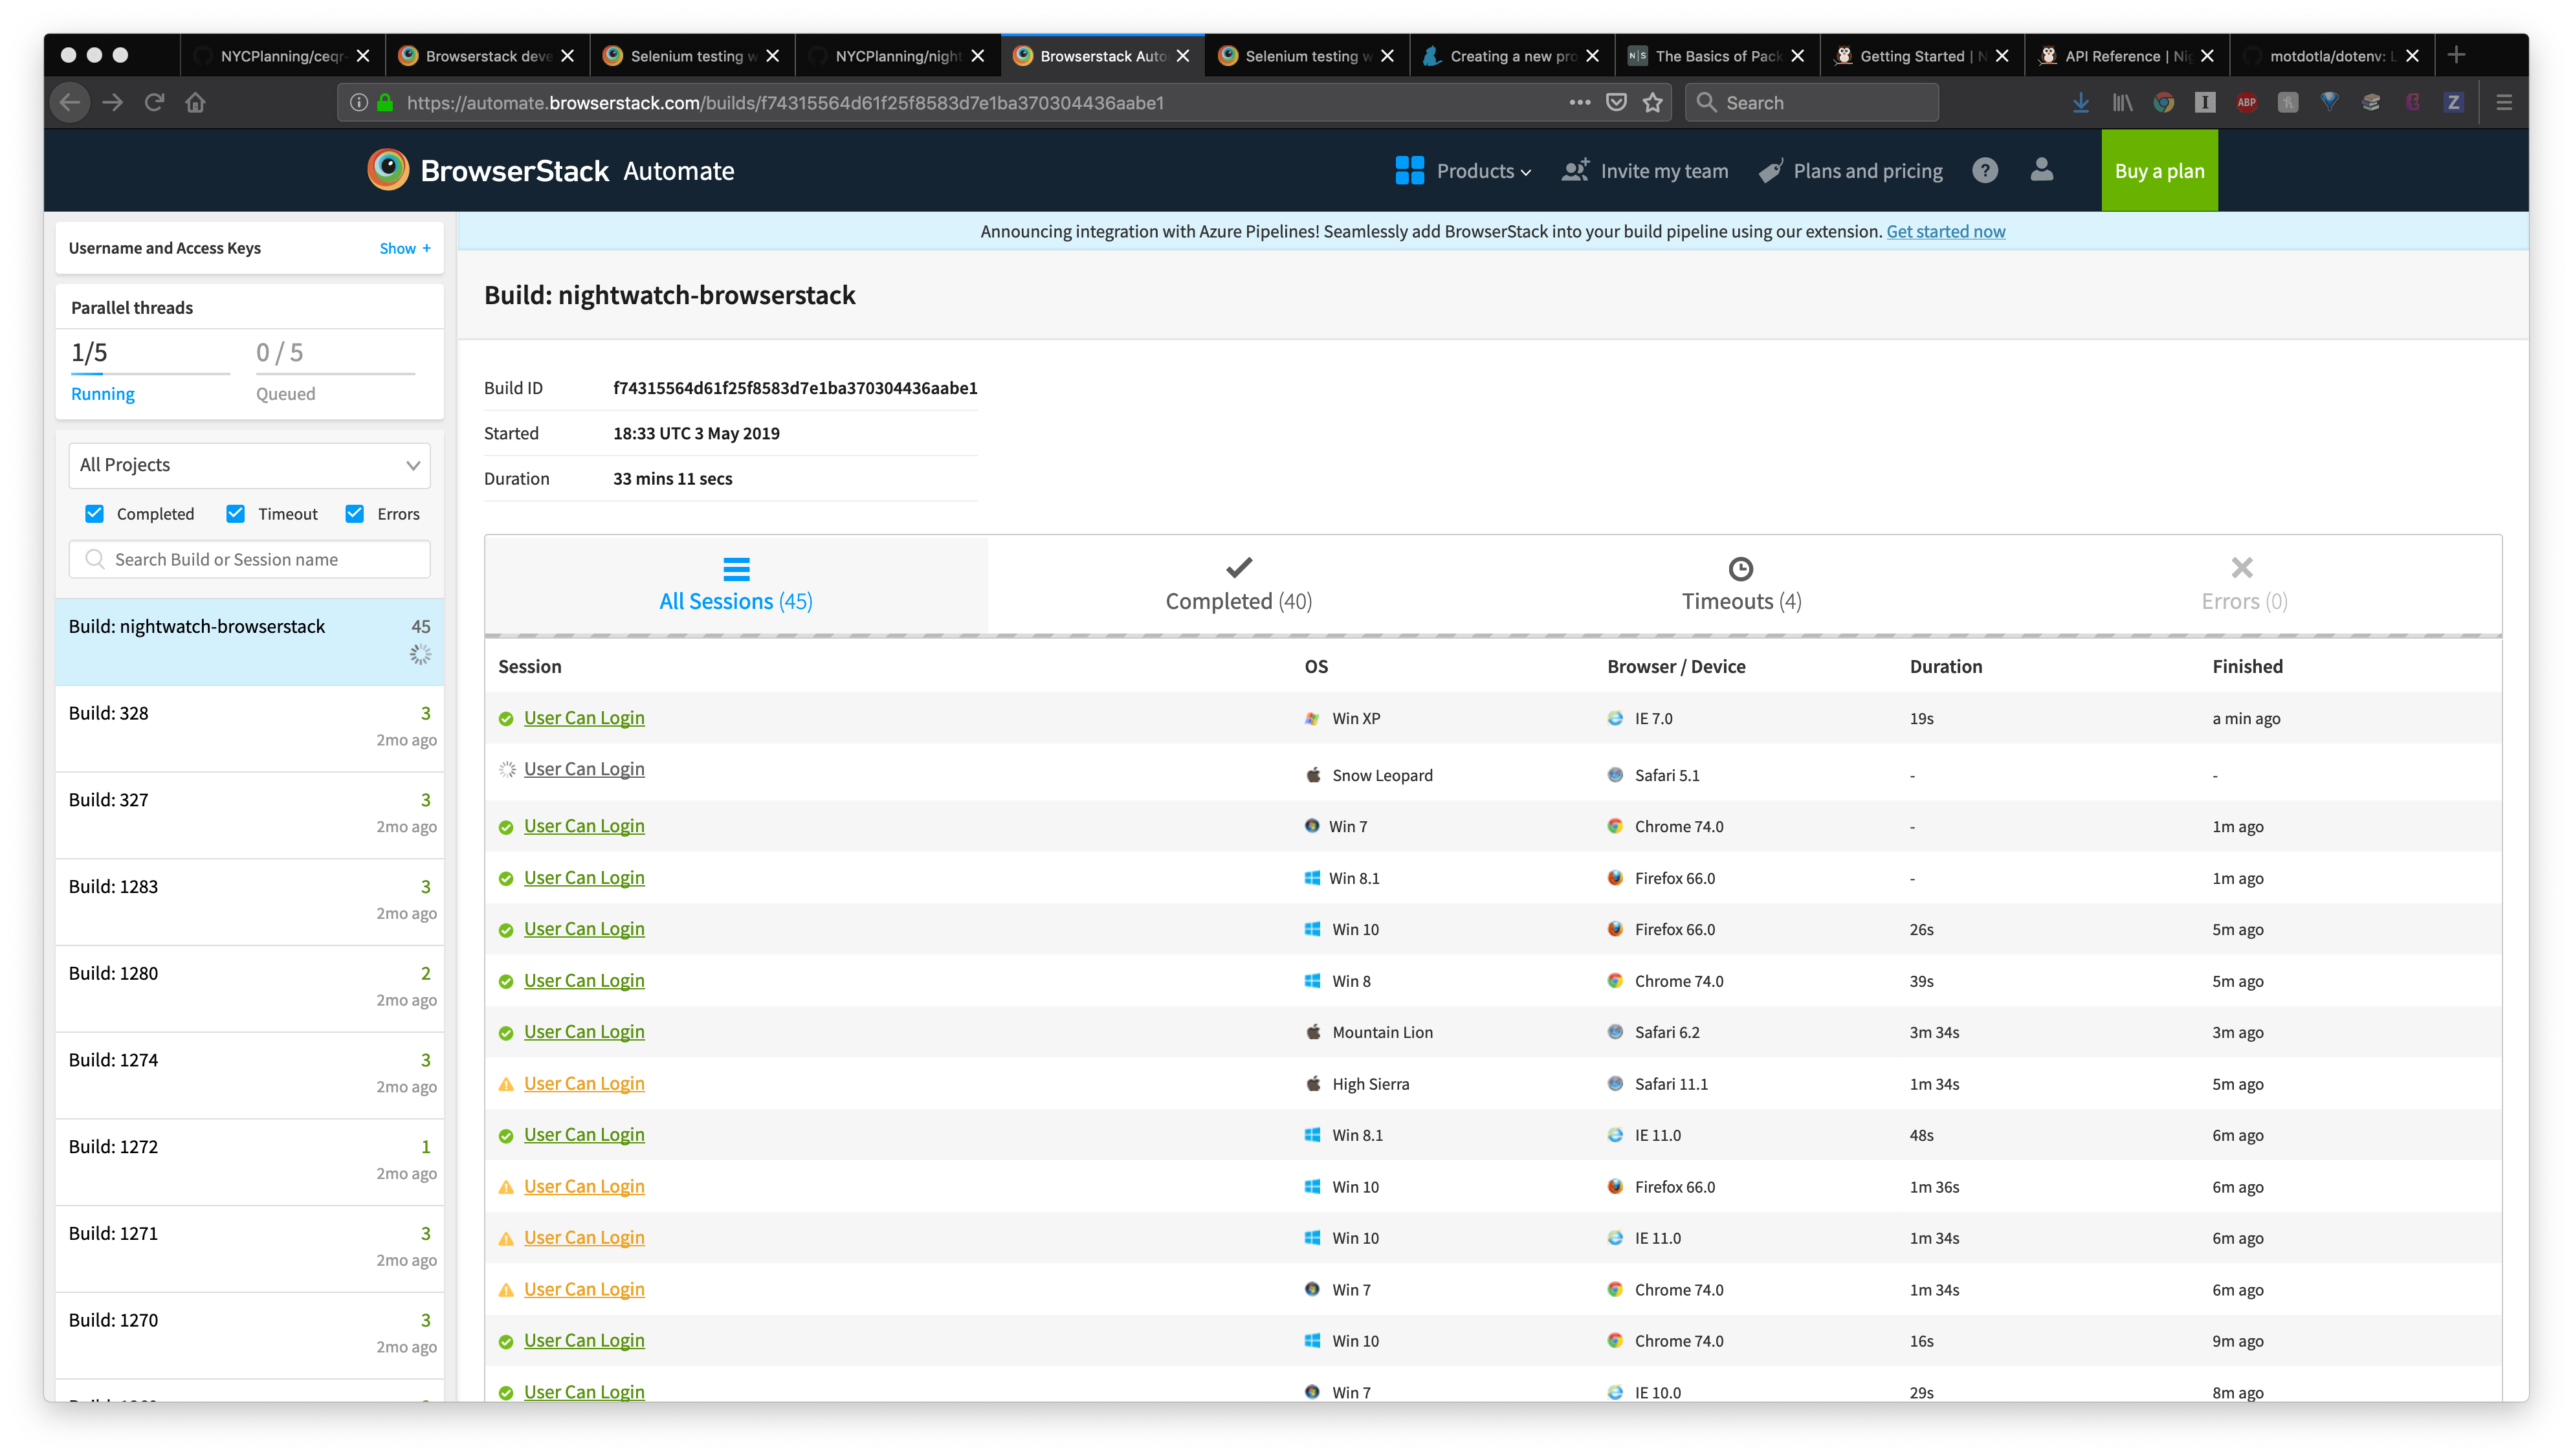 NYCPlanning/ceqr-
Browserstack deve
Selenium testing w
NYCPlanning/night
Browserstack Auto
Selenium testing w
Creating a new pro
N|S The Basics of Pack
Getting Started | N
API Reference | Nig
motdotla/dotenv: L
https://automate.browserstack.com/builds/f74315564d61f25f8583d7e1ba370304436aabe1
Search
ABP
BrowserStack Automate
Products
Invite my team
Plans and pricing
?
Buy a plan
Username and Access Keys
Show +
Announcing integration with Azure Pipelines! Seamlessly add BrowserStack into your build pipeline using our extension. Get started now
Parallel threads
1/5
0 / 5
Running
Queued
All Projects
Completed
Timeout
Errors
Search Build or Session name
Build: nightwatch-browserstack 45
Build: 328 3
2mo ago
Build: 327 3
2mo ago
Build: 1283 3
2mo ago
Build: 1280 2
2mo ago
Build: 1274 3
2mo ago
Build: 1272 1
2mo ago
Build: 1271 3
2mo ago
Build: 1270 3
2mo ago
Build: nightwatch-browserstack
Build ID f74315564d61f25f8583d7e1ba370304436aabe1
Started 18:33 UTC 3 May 2019
Duration 33 mins 11 secs
All Sessions (45)
Completed (40)
Timeouts (4)
Errors (0)
Session OS Browser / Device Duration Finished
User Can Login Win XP IE 7.0 19s a min ago
User Can Login Snow Leopard Safari 5.1 - -
User Can Login Win 7 Chrome 74.0 - 1m ago
User Can Login Win 8.1 Firefox 66.0 - 1m ago
User Can Login Win 10 Firefox 66.0 26s 5m ago
User Can Login Win 8 Chrome 74.0 39s 5m ago
User Can Login Mountain Lion Safari 6.2 3m 34s 3m ago
User Can Login High Sierra Safari 11.1 1m 34s 5m ago
User Can Login Win 8.1 IE 11.0 48s 6m ago
User Can Login Win 10 Firefox 66.0 1m 36s 6m ago
User Can Login Win 10 IE 11.0 1m 34s 6m ago
User Can Login Win 7 Chrome 74.0 1m 34s 6m ago
User Can Login Win 10 Chrome 74.0 16s 9m ago
User Can Login Win 7 IE 10.0 29s 8m ago